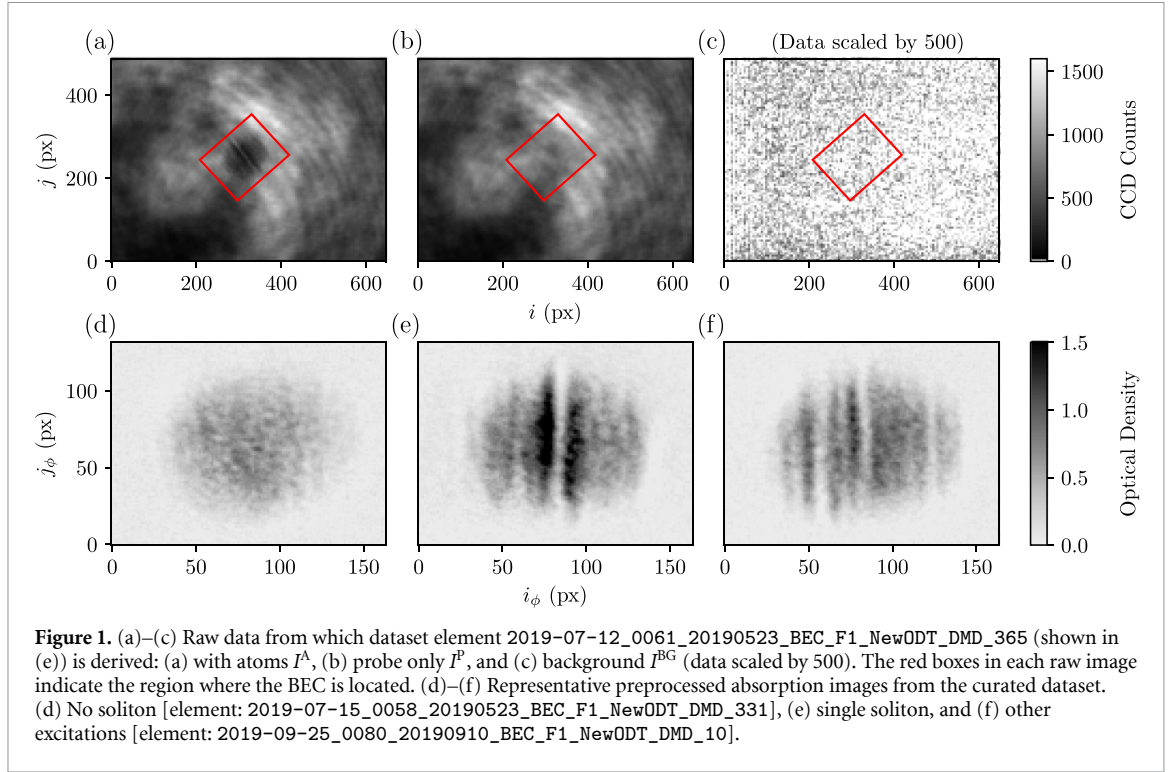 (a)
(b)
(c)
(Data scaled by 500)
400
200
0
j (px)
0 200 400 600
0 200 400 600
0 200 400 600
i (px)
1500
1000
500
0
CCD Counts
(d)
(e)
(f)
100
50
0
jϕ (px)
0 50 100 150
0 50 100 150
0 50 100 150
iϕ (px)
1.5
1.0
0.5
0.0
Optical Density
Figure 1. (a)–(c) Raw data from which dataset element 2019-07-12_0061_20190523_BEC_F1_NewODT_DMD_365 (shown in
(e)) is derived: (a) with atoms I^A, (b) probe only I^P, and (c) background I^BG (data scaled by 500). The red boxes in each raw image
indicate the region where the BEC is located. (d)–(f) Representative preprocessed absorption images from the curated dataset.
(d) No soliton [element: 2019-07-15_0058_20190523_BEC_F1_NewODT_DMD_331], (e) single soliton, and (f) other
excitations [element: 2019-09-25_0080_20190910_BEC_F1_NewODT_DMD_10].